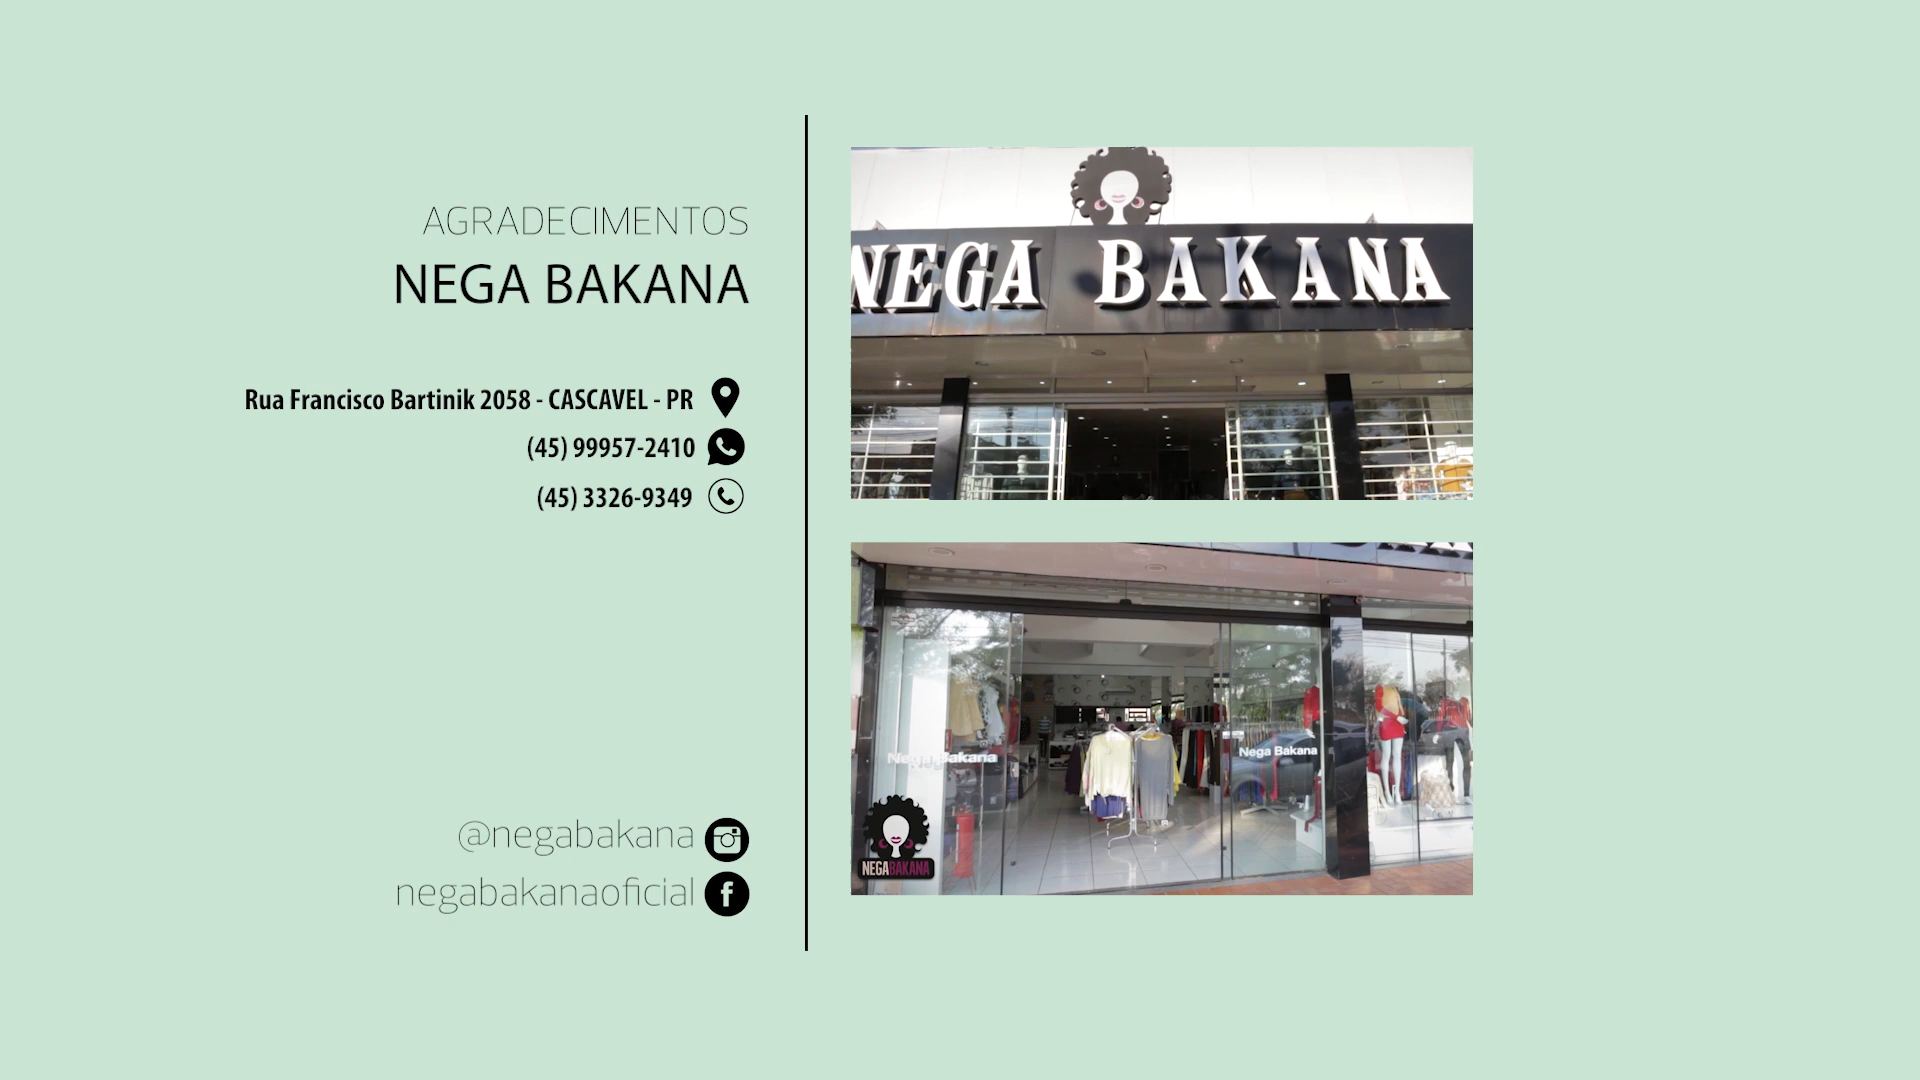 AGRADECIMENTOS
NEGA BAKANA
Rua Francisco Bartinik 2058 - CASCAVEL - PR
(45) 99957-2410
(45) 3326-9349
@negabakana
negabakanaoficial
NEGA BAKANA
Nega Bakana
Nega Bakana
NEGABAKANA